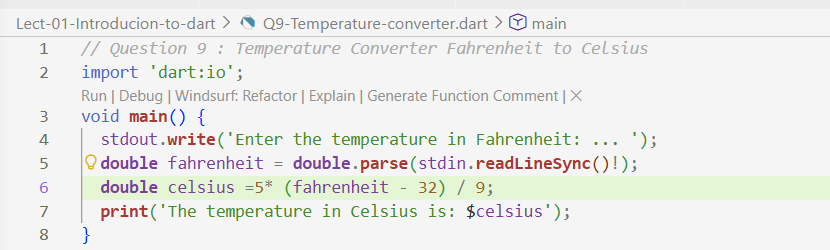 Lect-01-Introducion-to-dart > Q9-Temperature-converter.dart > main
1 // Question 9 : Temperature Converter Fahrenheit to Celsius
2 import 'dart:io';
Run | Debug | Windsurf: Refactor | Explain | Generate Function Comment | ×
3 void main() {
4 stdout.write('Enter the temperature in Fahrenheit: ... ');
5 double fahrenheit = double.parse(stdin.readLineSync()!);
6 double celsius =5* (fahrenheit - 32) / 9;
7 print('The temperature in Celsius is: $celsius');
8 }